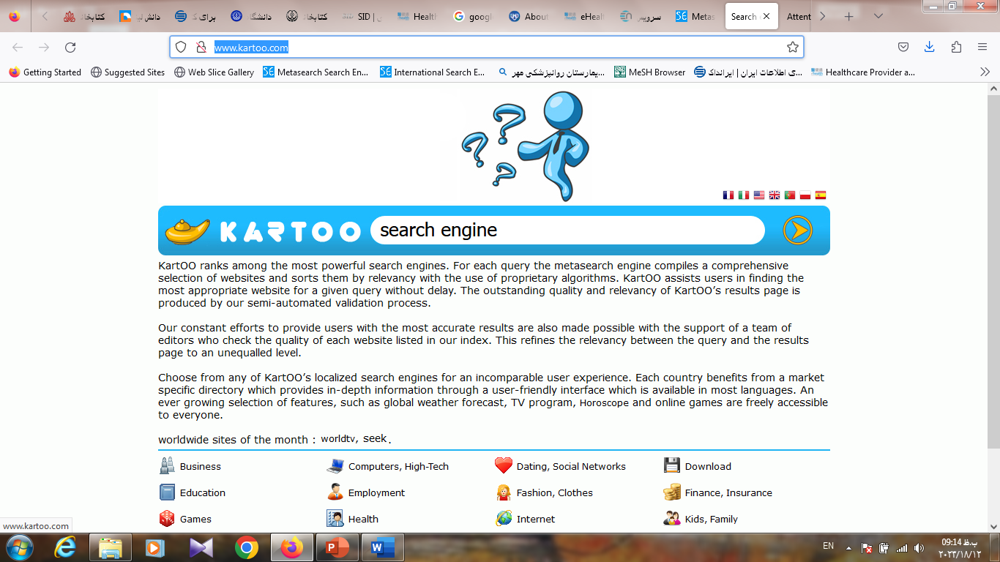 کتابخان
دانش لی
برای ک
دانشگا
کتابخان
SID | ن
Health
googl
Abou
eHeal
سرویس
Metas
Search
Attent
www.kartoo.com
Getting Started
Suggested Sites
Web Slice Gallery
Metasearch Search En...
International Search E...
بیمارستان روانپزشکی مهر...
MeSH Browser
ی اطلاعات ایران | ایرانداک...
Healthcare Provider a...
KARTOO
search engine
KartOO ranks among the most powerful search engines. For each query the metasearch engine compiles a comprehensive
selection of websites and sorts them by relevancy with the use of proprietary algorithms. KartOO assists users in finding the
most appropriate website for a given query without delay. The outstanding quality and relevancy of KartOO’s results page is
produced by our semi-automated validation process.
Our constant efforts to provide users with the most accurate results are also made possible with the support of a team of
editors who check the quality of each website listed in our index. This refines the relevancy between the query and the results
page to an unequalled level.
Choose from any of KartOO’s localized search engines for an incomparable user experience. Each country benefits from a market
specific directory which provides in-depth information through a user-friendly interface which is available in most languages. An
ever growing selection of features, such as global weather forecast, TV program, Horoscope and online games are freely accessible
to everyone.
worldwide sites of the month : worldtv, seek.
Business
Computers, High-Tech
Dating, Social Networks
Download
Education
Employment
Fashion, Clothes
Finance, Insurance
Games
Health
Internet
Kids, Family
www.kartoo.com
EN
09:14 ب.ظ
٢٠٢٣/١٨/١٢